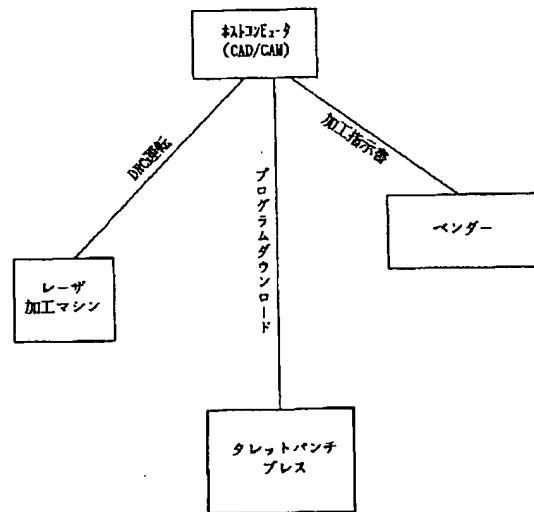 ホストコンピュータ
(CAD/CAM)
DNC運転
プログラムダウンロード
加工指示書
レーザ
加工マシン
ベンダー
タレットパンチ
プレス